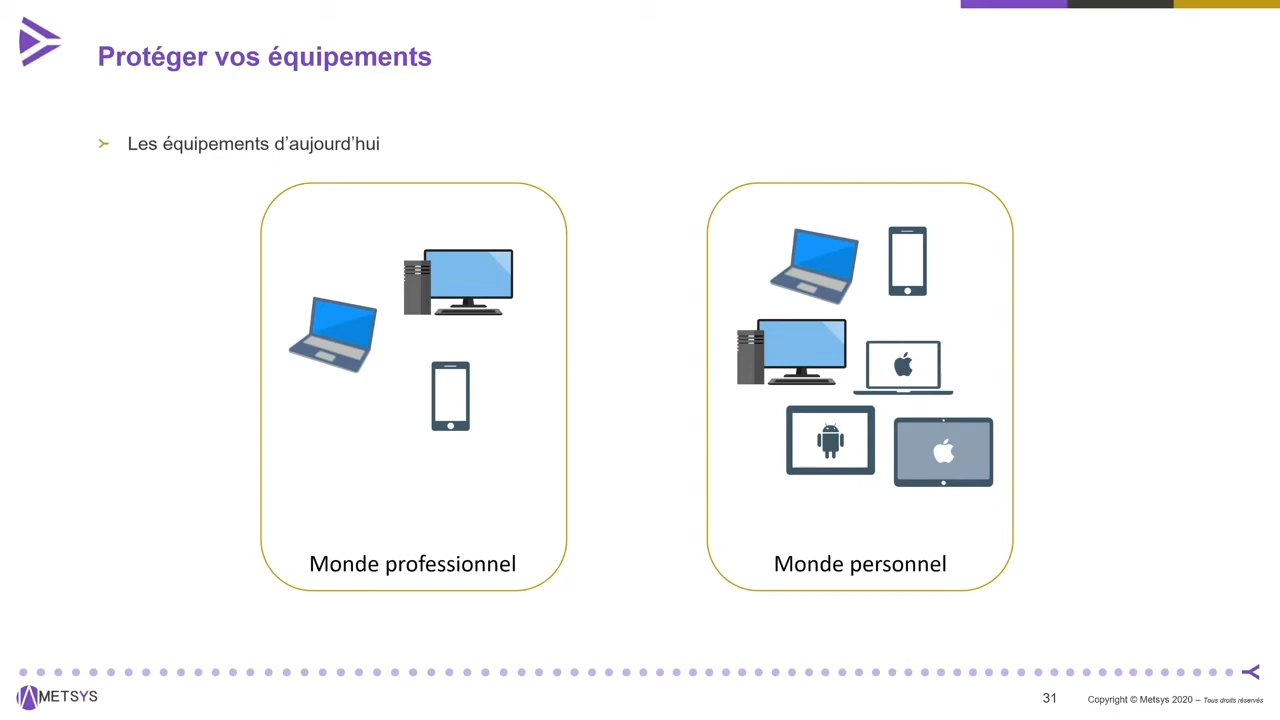 Protéger vos équipements
Les équipements d’aujourd’hui
Monde professionnel
Monde personnel
METSYS
31
Copyright © Metsys 2020 – Tous droits réservés